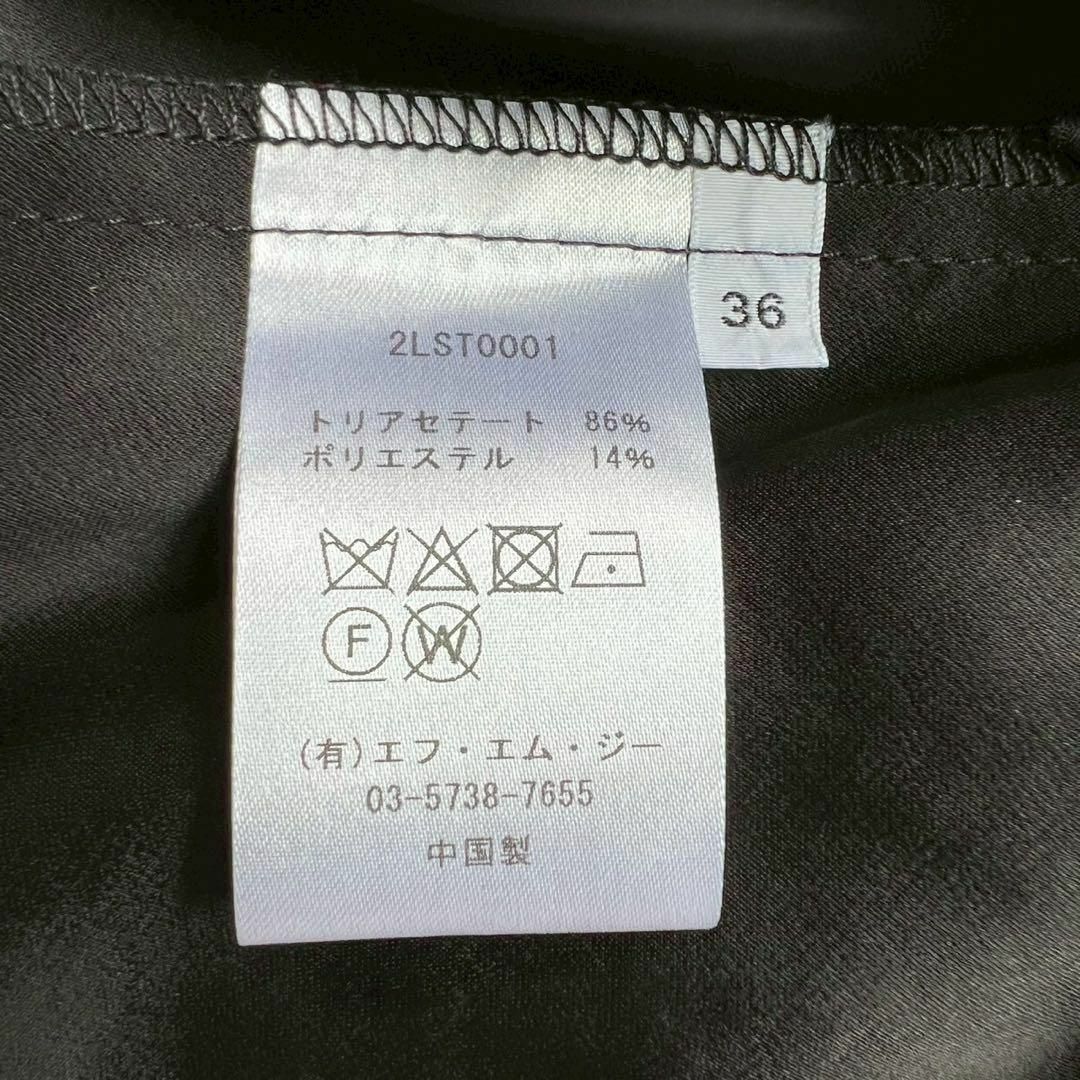 36
2LST0001
トリアセテート 86%
ポリエステル 14%
F W
(有)エフ・エム・ジー
03-5738-7655
中国製